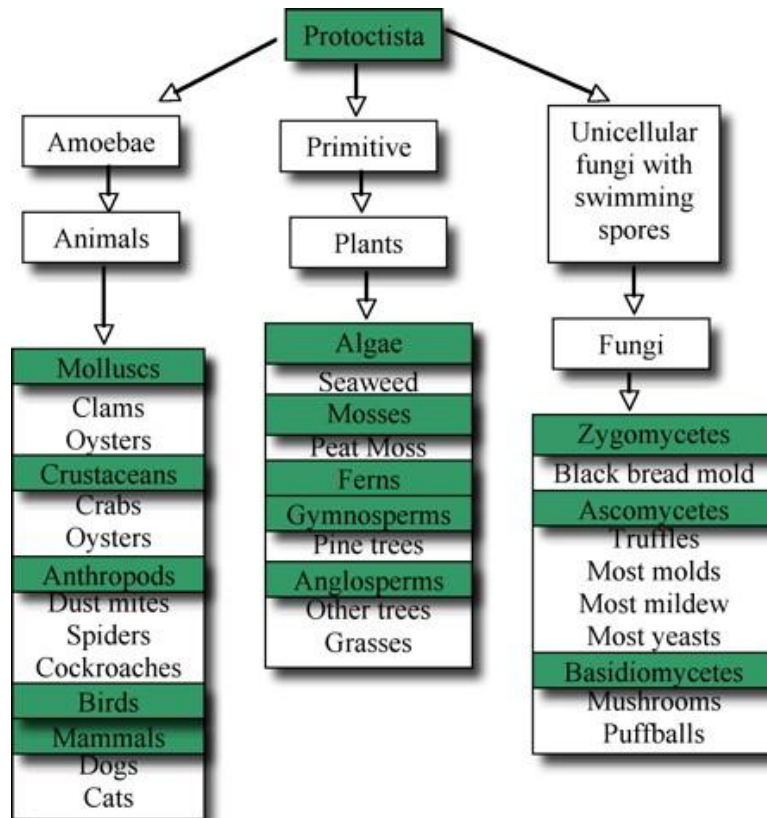 Protoctista
Amoebae
Animals
Molluscs
Clams
Oysters
Crustaceans
Crabs
Oysters
Anthropods
Dust mites
Spiders
Cockroaches
Birds
Mammals
Dogs
Cats
Primitive
Plants
Algae
Seaweed
Mosses
Peat Moss
Ferns
Gymnosperms
Pine trees
Anglosperms
Other trees
Grasses
Unicellular
fungi with
swimming
spores
Fungi
Zygomycetes
Black bread mold
Ascomycetes
Truffles
Most molds
Most mildew
Most yeasts
Basidiomycetes
Mushrooms
Puffballs